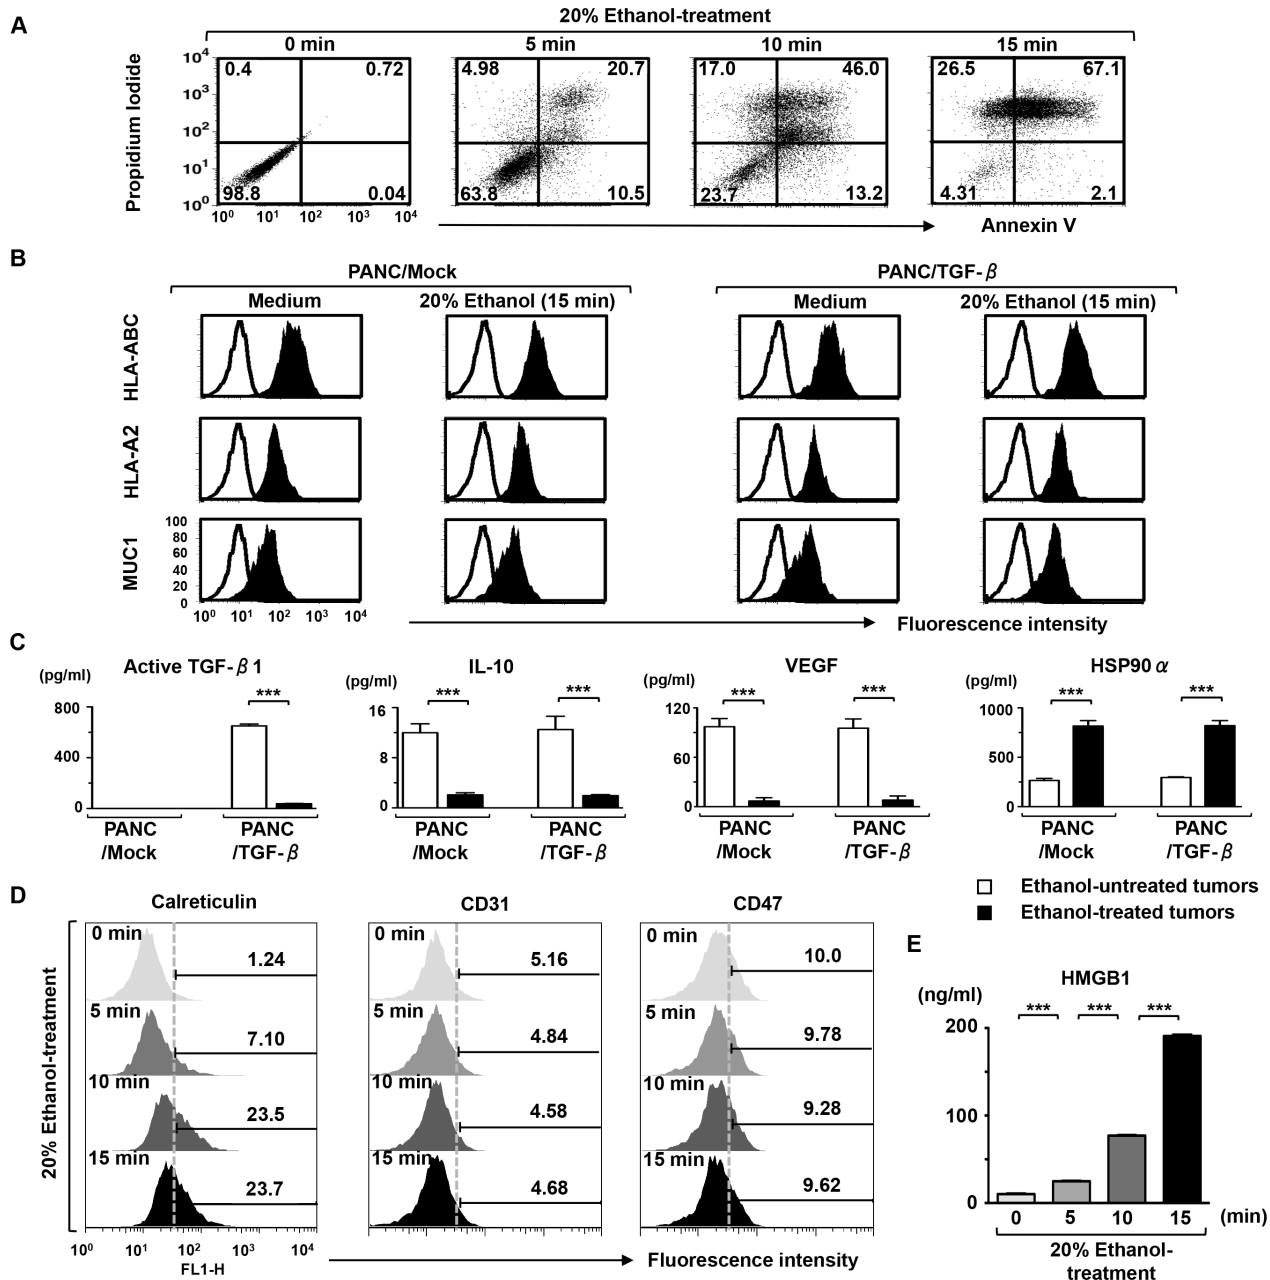 A
20% Ethanol-treatment
0 min 5 min 10 min 15 min
Propidium Iodide
10⁴
10³
10²
10¹
10⁰
0.4 0.72
98.8 0.04
4.98 20.7
63.8 10.5
17.0 46.0
23.7 13.2
26.5 67.1
4.31 2.1
10⁰ 10¹ 10² 10³ 10⁴
Annexin V
B
PANC/Mock PANC/TGF-β
Medium 20% Ethanol (15 min) Medium 20% Ethanol (15 min)
HLA-ABC
HLA-A2
MUC1
100
80
60
40
20
0
10⁰ 10¹ 10² 10³ 10⁴
Fluorescence intensity
C
Active TGF-β1
(pg/ml)
800
400
0
***
PANC
/Mock
PANC
/TGF-β
IL-10
(pg/ml)
16
8
0
*** ***
PANC
/Mock
PANC
/TGF-β
VEGF
(pg/ml)
120
60
0
*** ***
PANC
/Mock
PANC
/TGF-β
HSP90α
(pg/ml)
1000
500
0
*** ***
PANC
/Mock
PANC
/TGF-β
Ethanol-untreated tumors
Ethanol-treated tumors
D
20% Ethanol-treatment
Calreticulin
0 min 1.24
5 min 7.10
10 min 23.5
15 min 23.7
10⁰ 10¹ 10² 10³ 10⁴
FL1-H
CD31
0 min 5.16
5 min 4.84
10 min 4.58
15 min 4.68
CD47
0 min 10.0
5 min 9.78
10 min 9.28
15 min 9.62
Fluorescence intensity
E
HMGB1
(ng/ml)
*** *** ***
200
100
0
0 5 10 15 (min)
20% Ethanol-
treatment